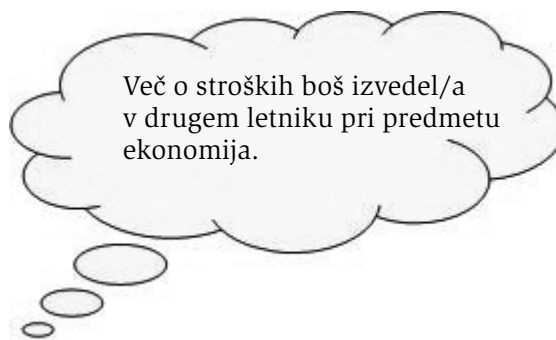 Več o stroških boš izvedel/a
v drugem letniku pri predmetu
ekonomija.